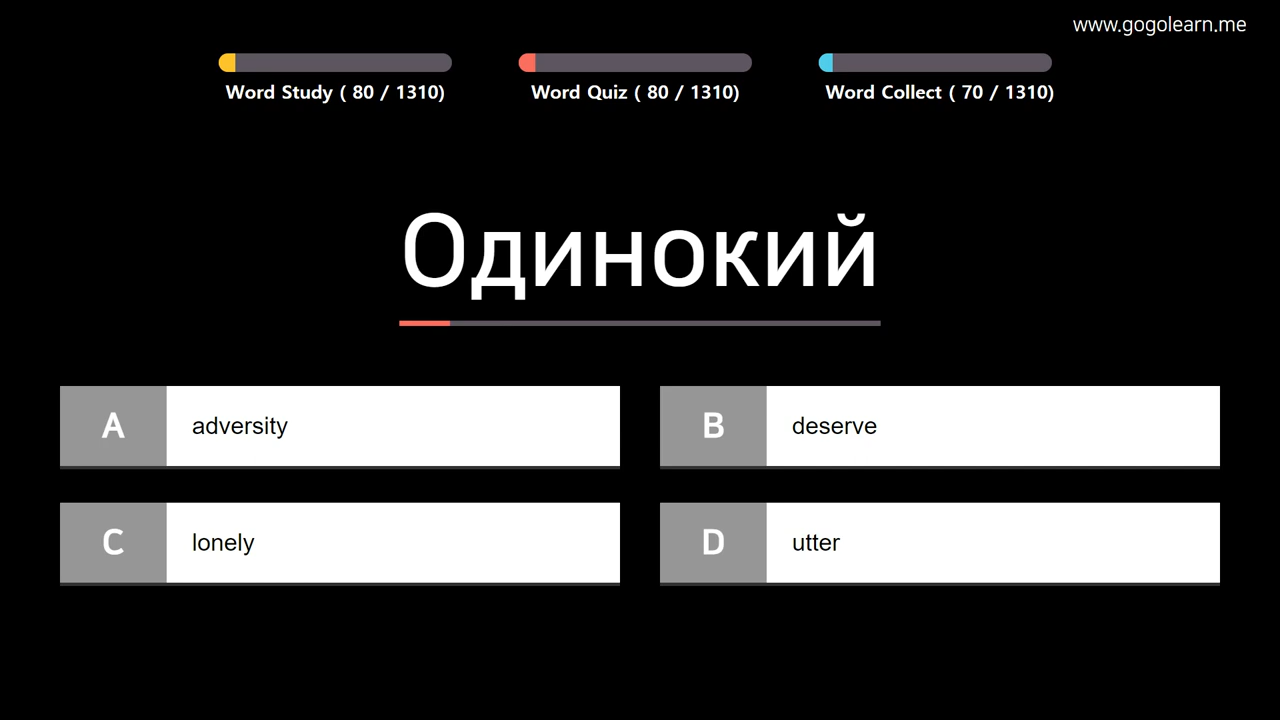 www.gogolearn.me
Word Study ( 80 / 1310)
Word Quiz ( 80 / 1310)
Word Collect ( 70 / 1310)
Одинокий
A adversity
B deserve
C lonely
D utter